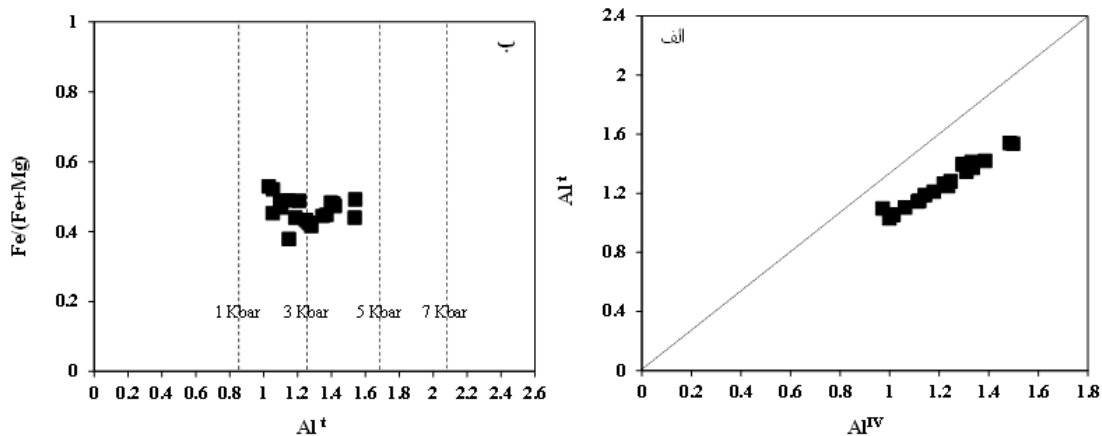 ب
1
0.8
0.6
0.4
0.2
0
Fe/(Fe+Mg)
1 Kbar 3 Kbar 5 Kbar 7 Kbar
0 0.2 0.4 0.6 0.8 1 1.2 1.4 1.6 1.8 2 2.2 2.4 2.6
Al t
الف
2.4
2
1.6
1.2
0.8
0.4
0
Al t
0 0.2 0.4 0.6 0.8 1 1.2 1.4 1.6 1.8
Al IV